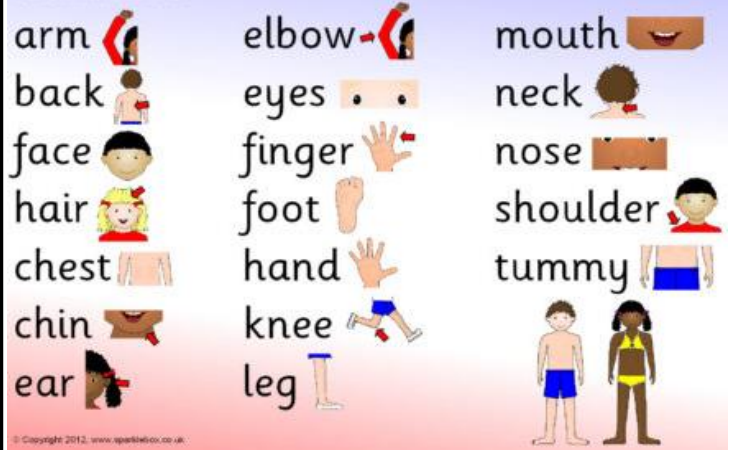 arm
back
face
hair
chest
chin
ear
elbow
eyes
finger
foot
hand
knee
leg
mouth
neck
nose
shoulder
tummy
© Copyright 2012, www.sparklebox.co.uk